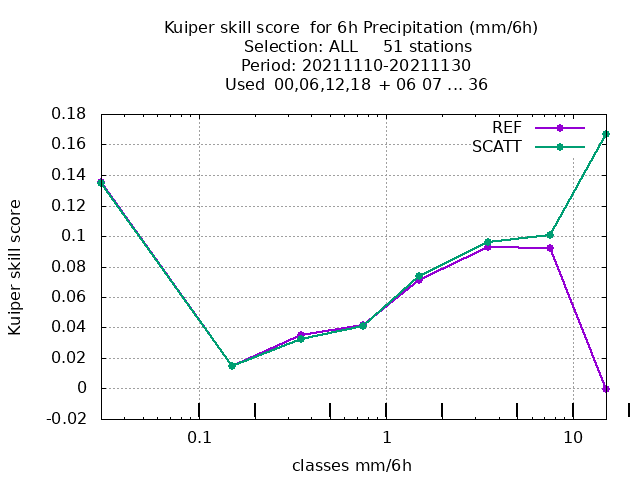 Kuiper skill score  for 6h Precipitation (mm/6h)
Selection: ALL     51 stations
Period: 20211110-20211130
Used  00,06,12,18 + 06 07 ... 36
REF
SCATT
0.18
0.16
0.14
0.12
0.1
0.08
0.06
0.04
0.02
0
-0.02
Kuiper skill score
0.1
1
10
classes mm/6h